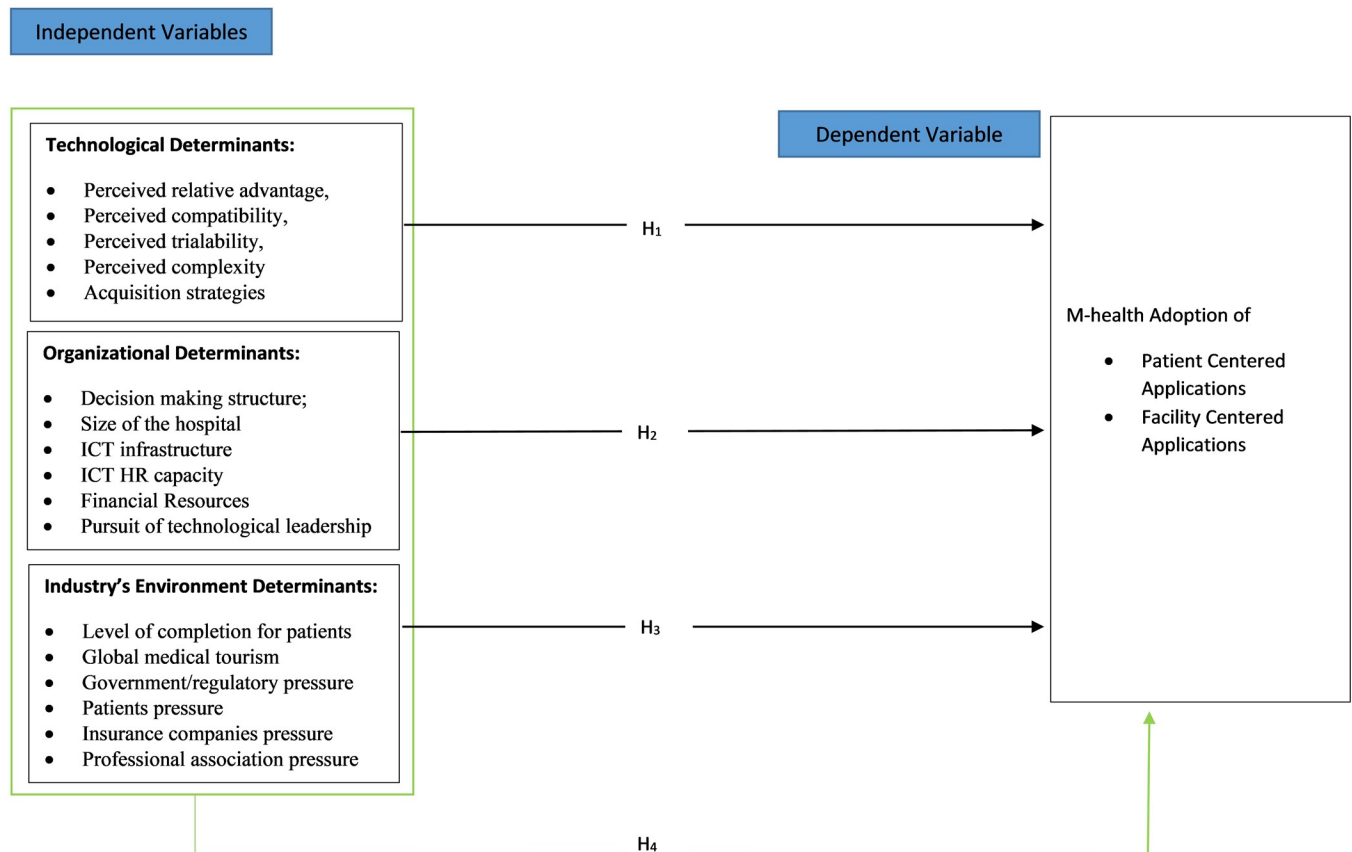 Independent Variables
Technological Determinants:
• Perceived relative advantage,
• Perceived compatibility,
• Perceived trialability,
• Perceived complexity
• Acquisition strategies
Organizational Determinants:
• Decision making structure;
• Size of the hospital
• ICT infrastructure
• ICT HR capacity
• Financial Resources
• Pursuit of technological leadership
Industry’s Environment Determinants:
• Level of completion for patients
• Global medical tourism
• Government/regulatory pressure
• Patients pressure
• Insurance companies pressure
• Professional association pressure
H₁
H₂
H₃
H₄
Dependent Variable
M-health Adoption of
• Patient Centered
Applications
• Facility Centered
Applications